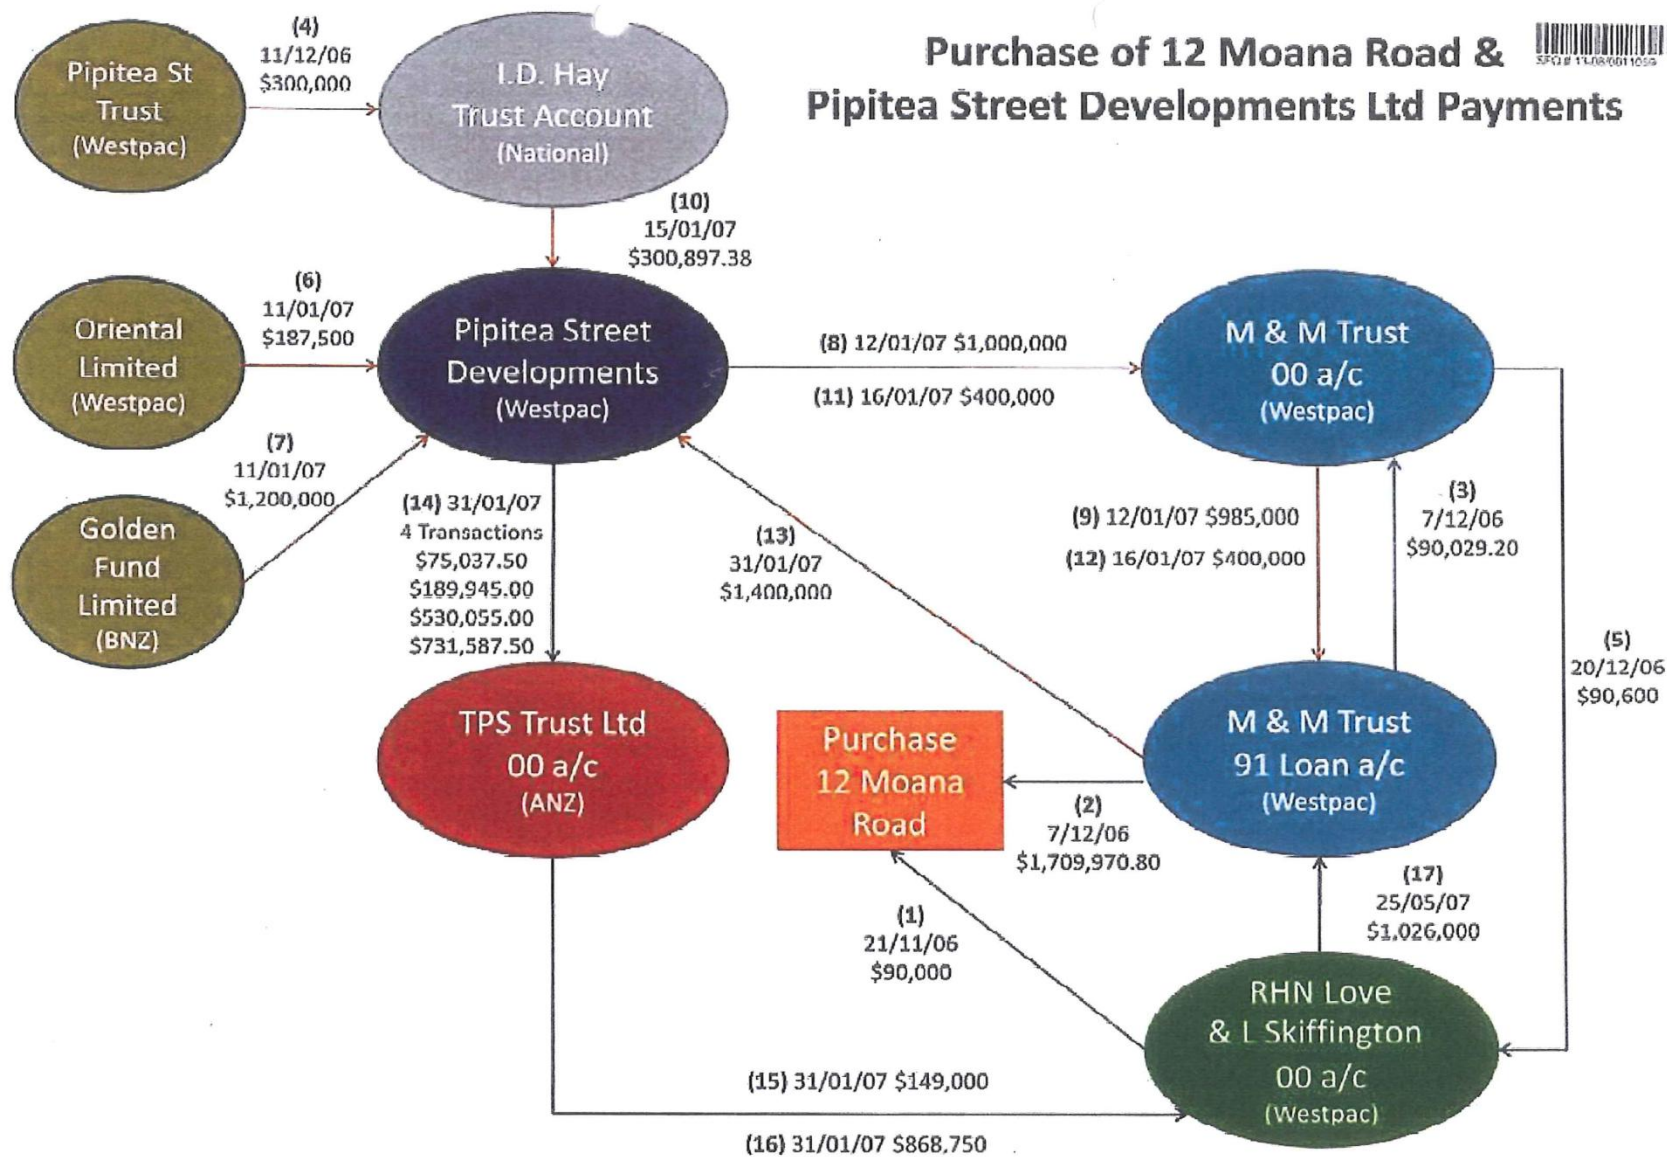 Purchase of 12 Moana Road &
Pipitea Street Developments Ltd Payments
Pipitea St
Trust
(Westpac)
(4)
11/12/06
$300,000
I.D. Hay
Trust Account
(National)
(10)
15/01/07
$300,897.38
Oriental
Limited
(Westpac)
(6)
11/01/07
$187,500
Pipitea Street
Developments
(Westpac)
(8) 12/01/07 $1,000,000
(11) 16/01/07 $400,000
M & M Trust
00 a/c
(Westpac)
(7)
11/01/07
$1,200,000
Golden
Fund
Limited
(BNZ)
(14) 31/01/07
4 Transactions
$75,037.50
$189,945.00
$530,055.00
$731,587.50
(13)
31/01/07
$1,400,000
(9) 12/01/07 $985,000
(12) 16/01/07 $400,000
(3)
7/12/06
$90,029.20
(5)
20/12/06
$90,600
TPS Trust Ltd
00 a/c
(ANZ)
Purchase
12 Moana
Road
(2)
7/12/06
$1,709,970.80
M & M Trust
91 Loan a/c
(Westpac)
(1)
21/11/06
$90,000
(17)
25/05/07
$1,026,000
RHN Love
& L Skiffington
00 a/c
(Westpac)
(15) 31/01/07 $149,000
(16) 31/01/07 $868,750